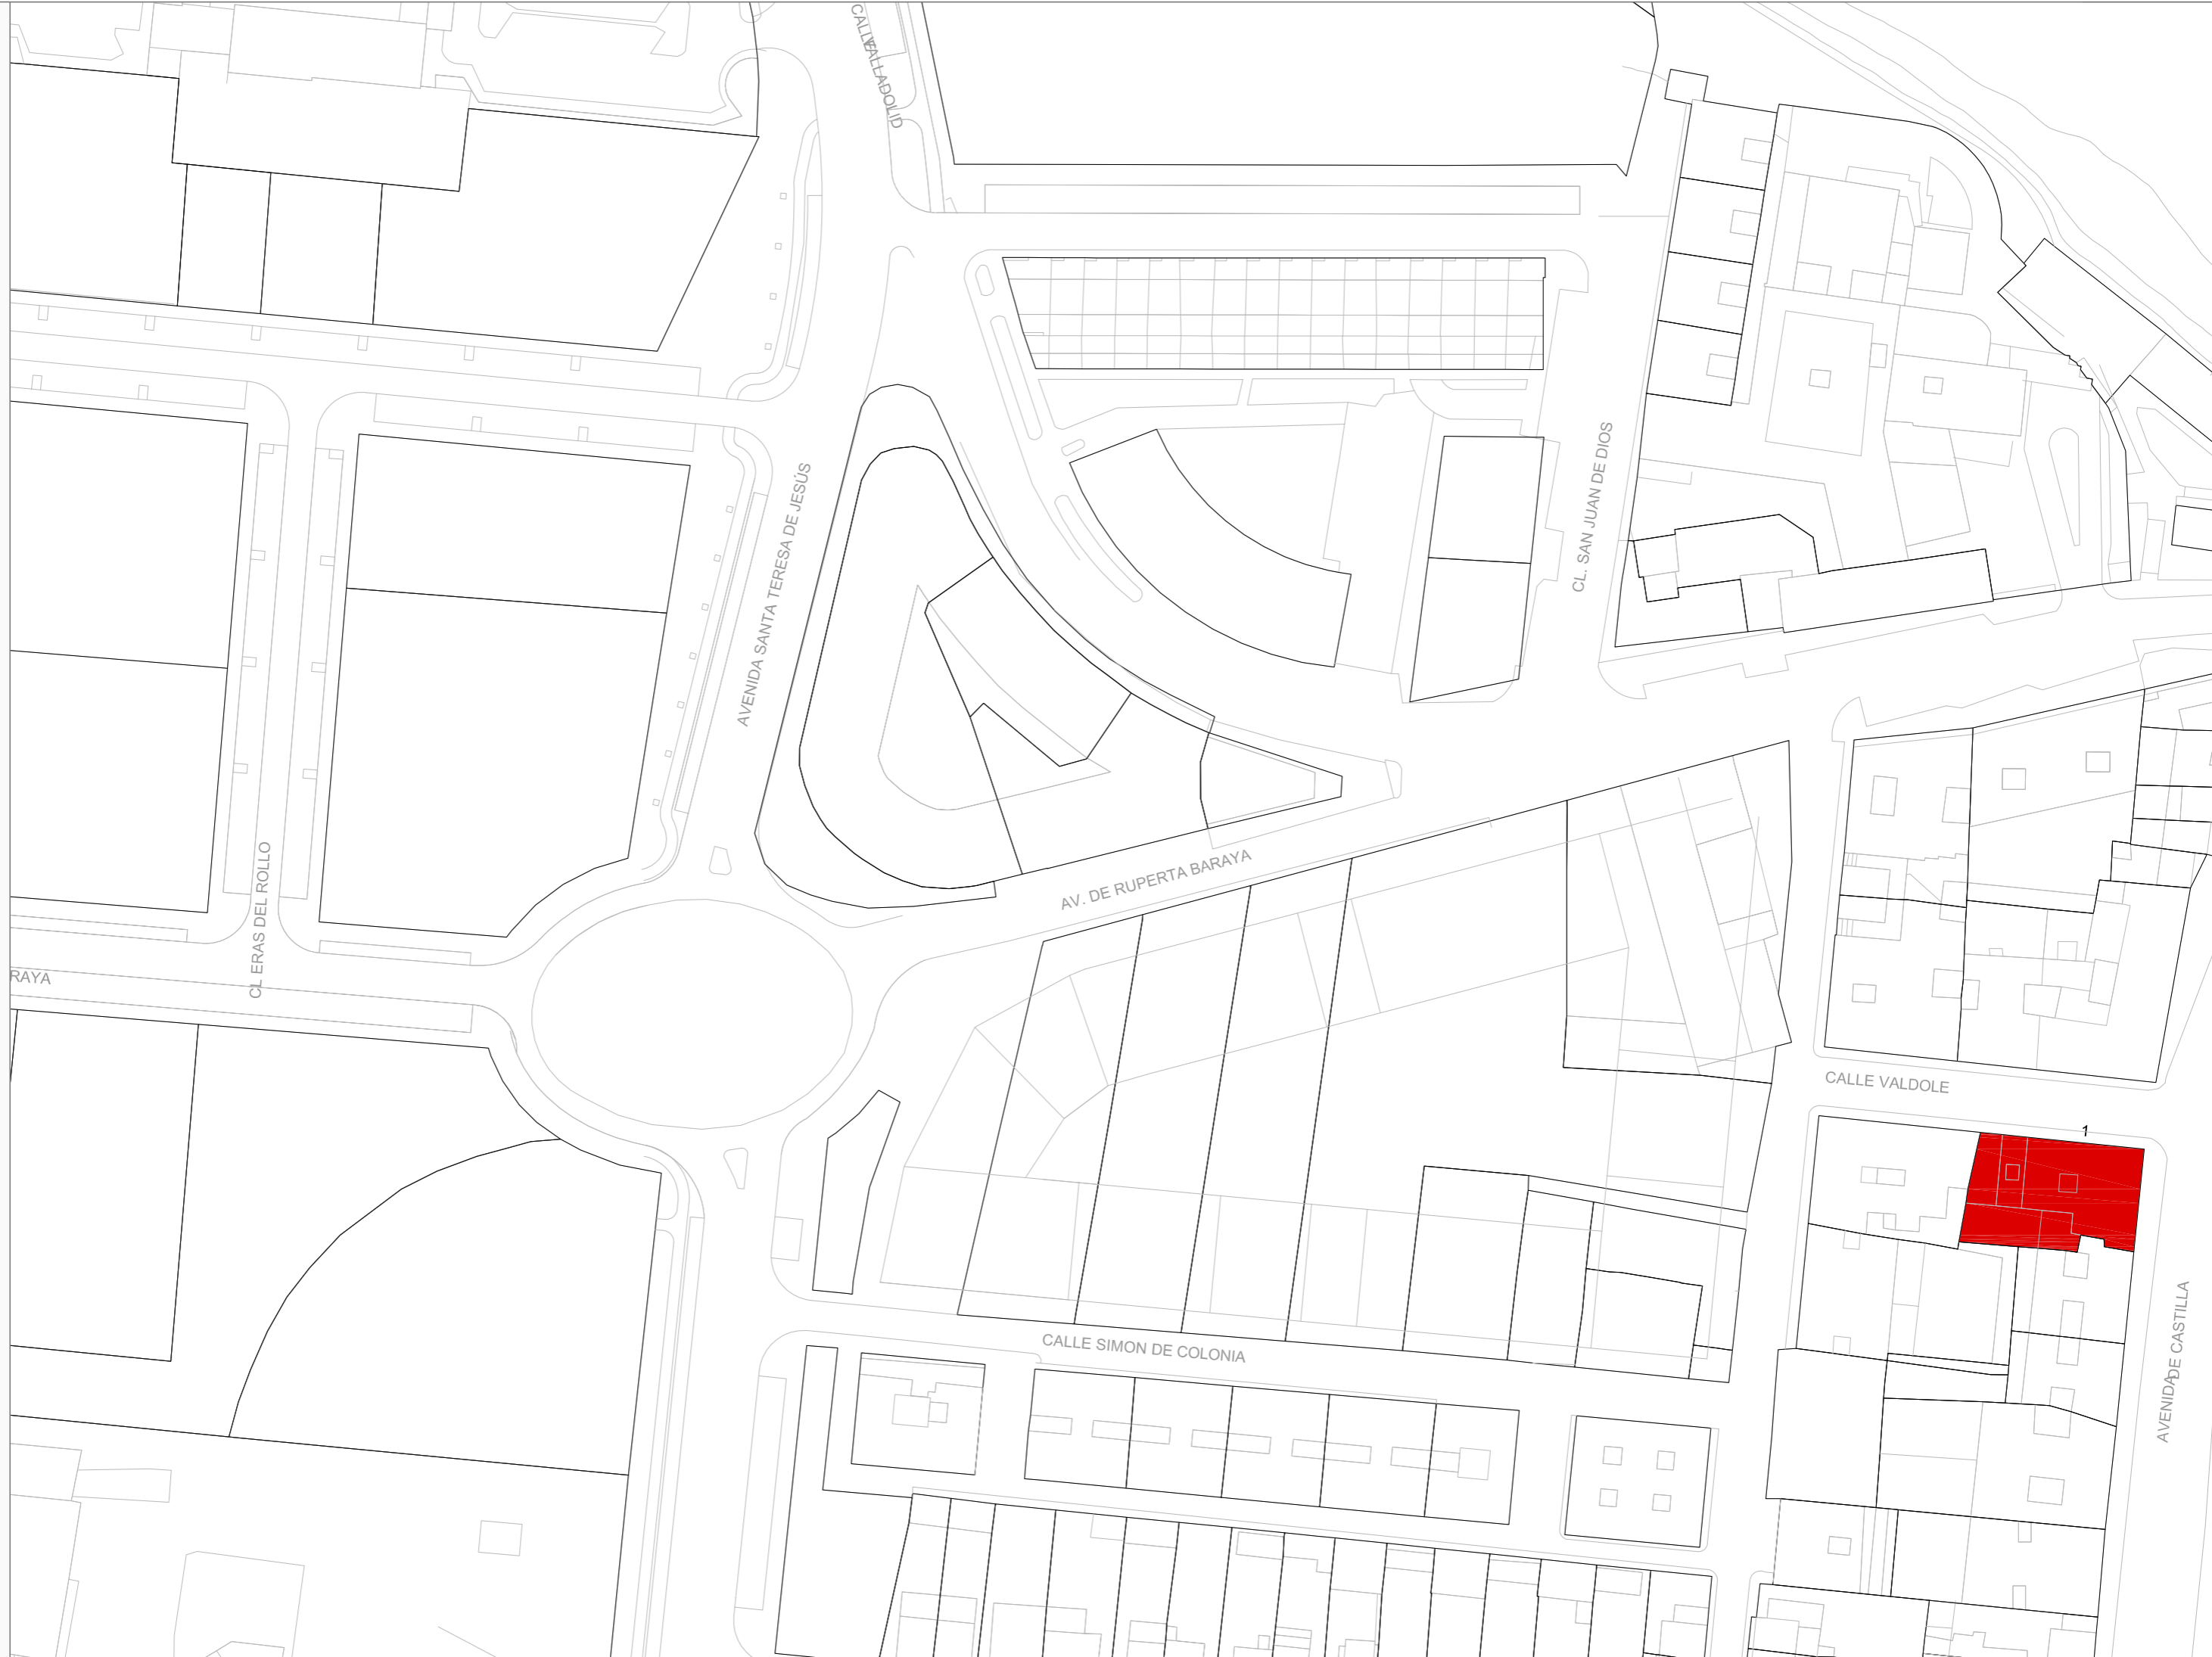 CALLE
VALLADOLID
CL. SAN JUAN DE DIOS
AVENIDA SANTA TERESA DE JESÚS
AV. DE RUPERTA BARAYA
CL ERAS DEL ROLLO
RAYA
CALLE VALDOLE
1
AVENIDA
DE CASTILLA
CALLE SIMON DE COLONIA